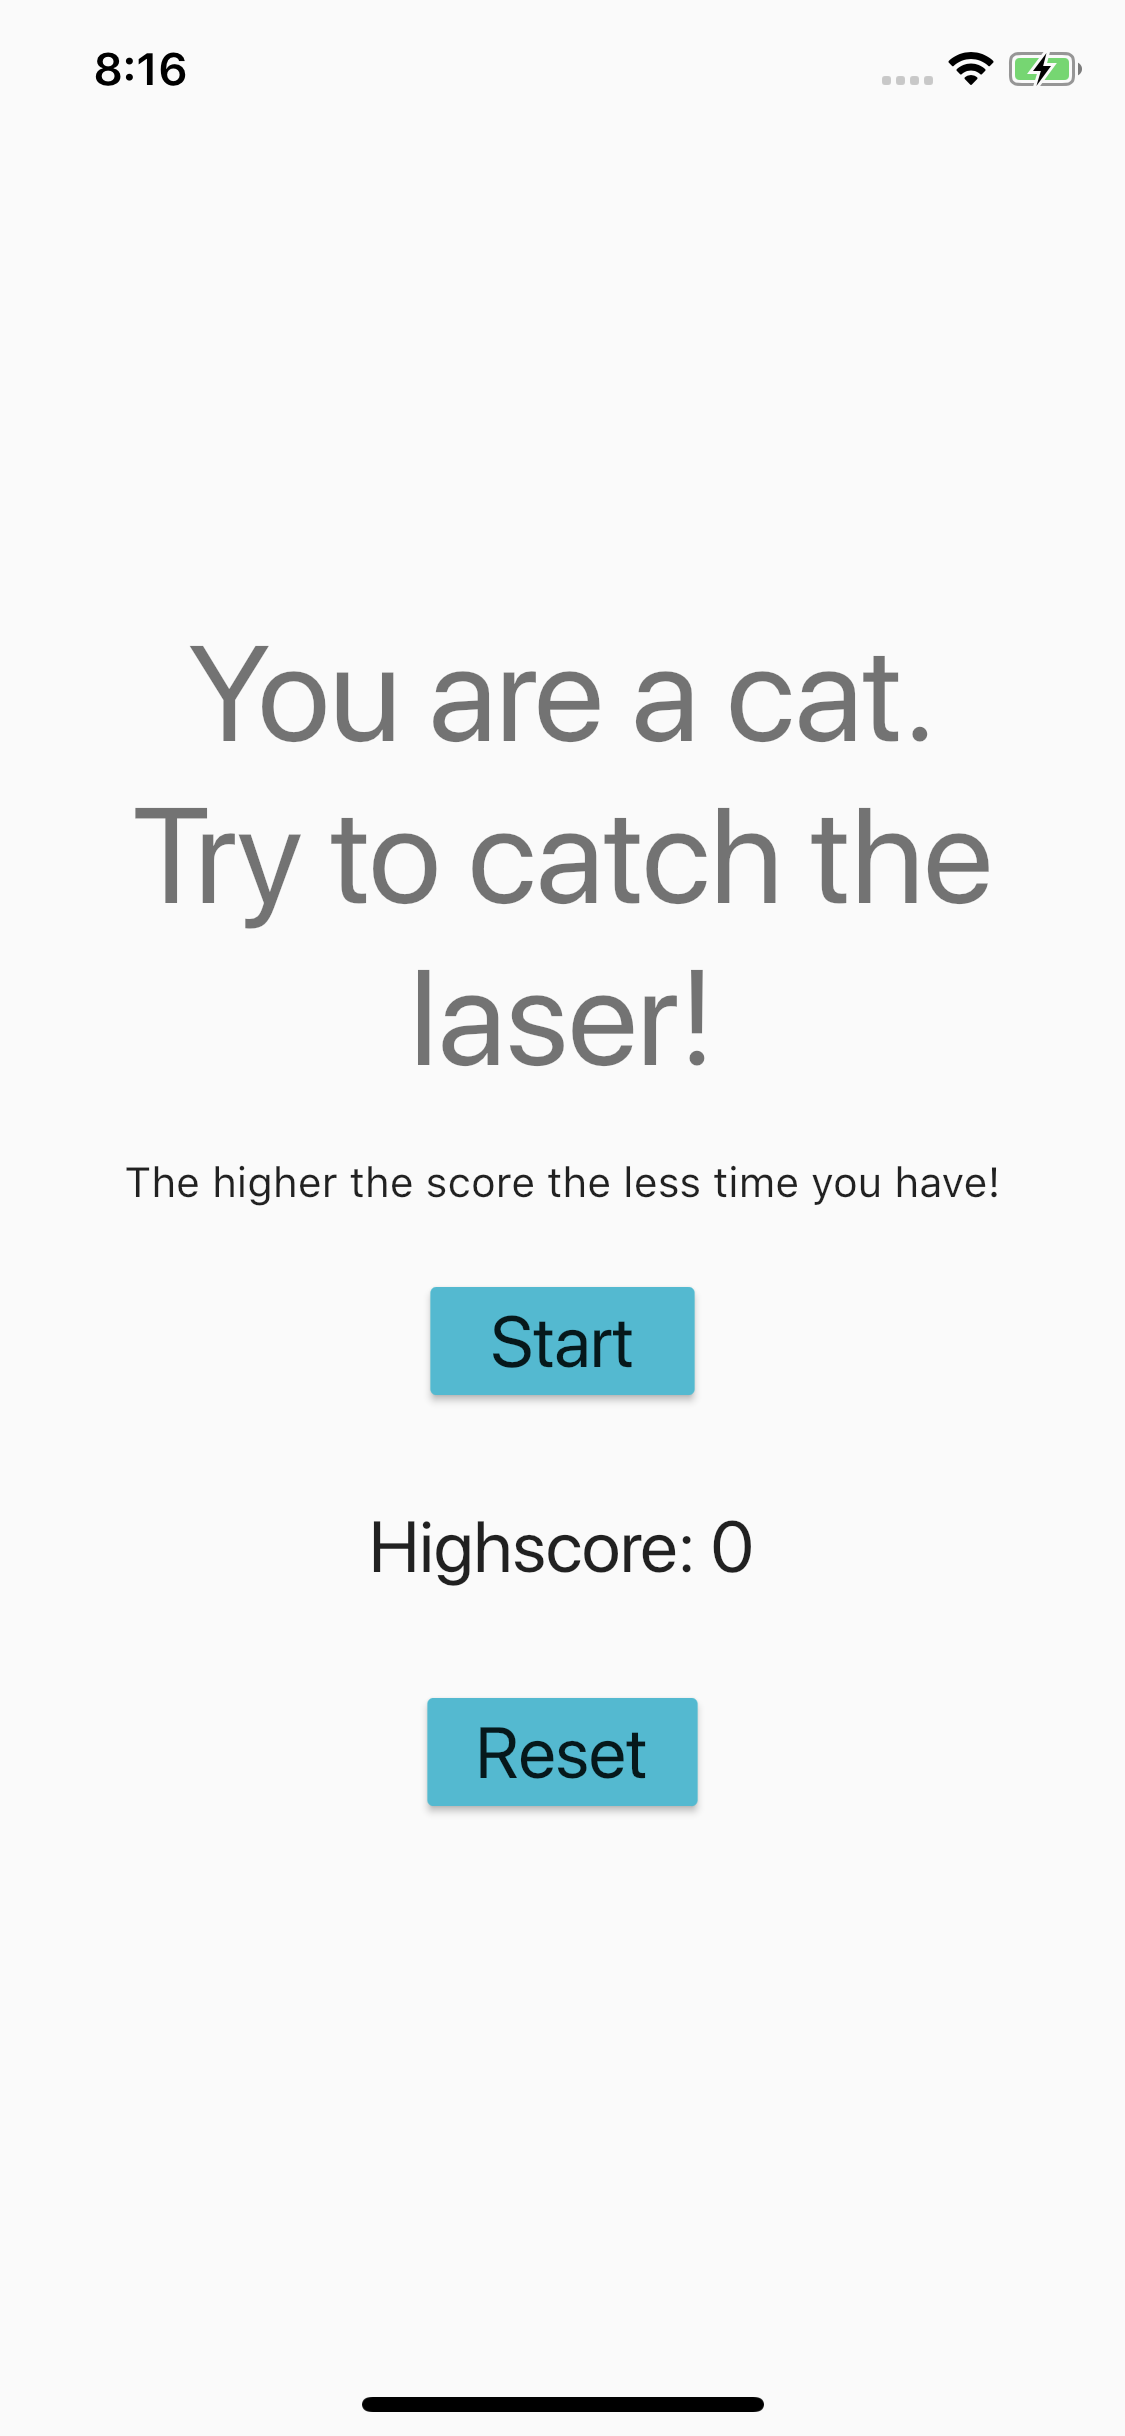 8:16
You are a cat.
Try to catch the
laser!
The higher the score the less time you have!
Start
Highscore: 0
Reset